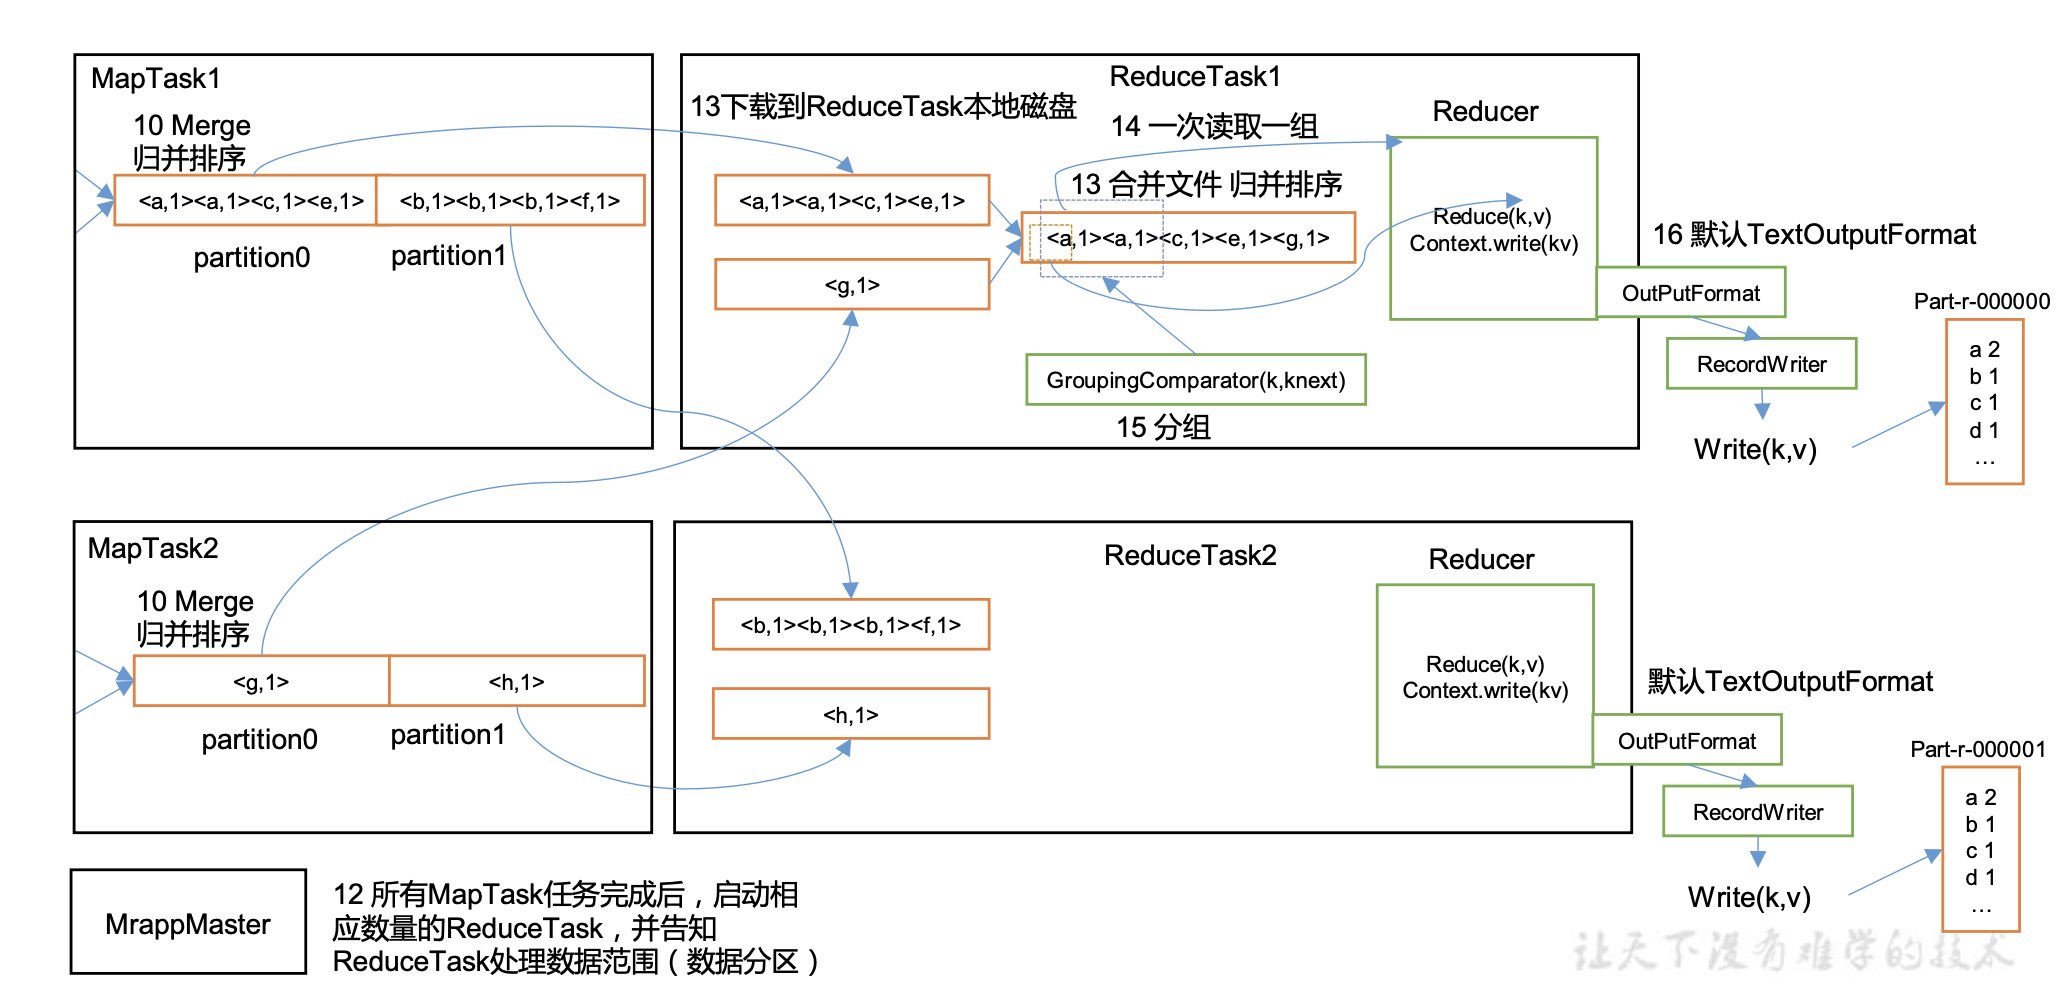 MapTask1
10 Merge
归并排序
<a,1><a,1><c,1><e,1>
<b,1><b,1><b,1><f,1>
partition0
partition1
ReduceTask1
13下载到ReduceTask本地磁盘
14 一次读取一组
Reducer
<a,1><a,1><c,1><e,1>
13 合并文件 归并排序
<a,1><a,1><c,1><e,1><g,1>
<g,1>
Reduce(k,v)
Context.write(kv)
GroupingComparator(k,knext)
15 分组
16 默认TextOutputFormat
OutPutFormat
RecordWriter
Write(k,v)
Part-r-000000
a 2
b 1
c 1
d 1
...
MapTask2
10 Merge
归并排序
<g,1>
<h,1>
partition0
partition1
ReduceTask2
Reducer
<b,1><b,1><b,1><f,1>
<h,1>
Reduce(k,v)
Context.write(kv)
默认TextOutputFormat
OutPutFormat
RecordWriter
Write(k,v)
Part-r-000001
a 2
b 1
c 1
d 1
...
MrappMaster
12 所有MapTask任务完成后，启动相
应数量的ReduceTask，并告知
ReduceTask处理数据范围（数据分区）
让天下没有难学的技术